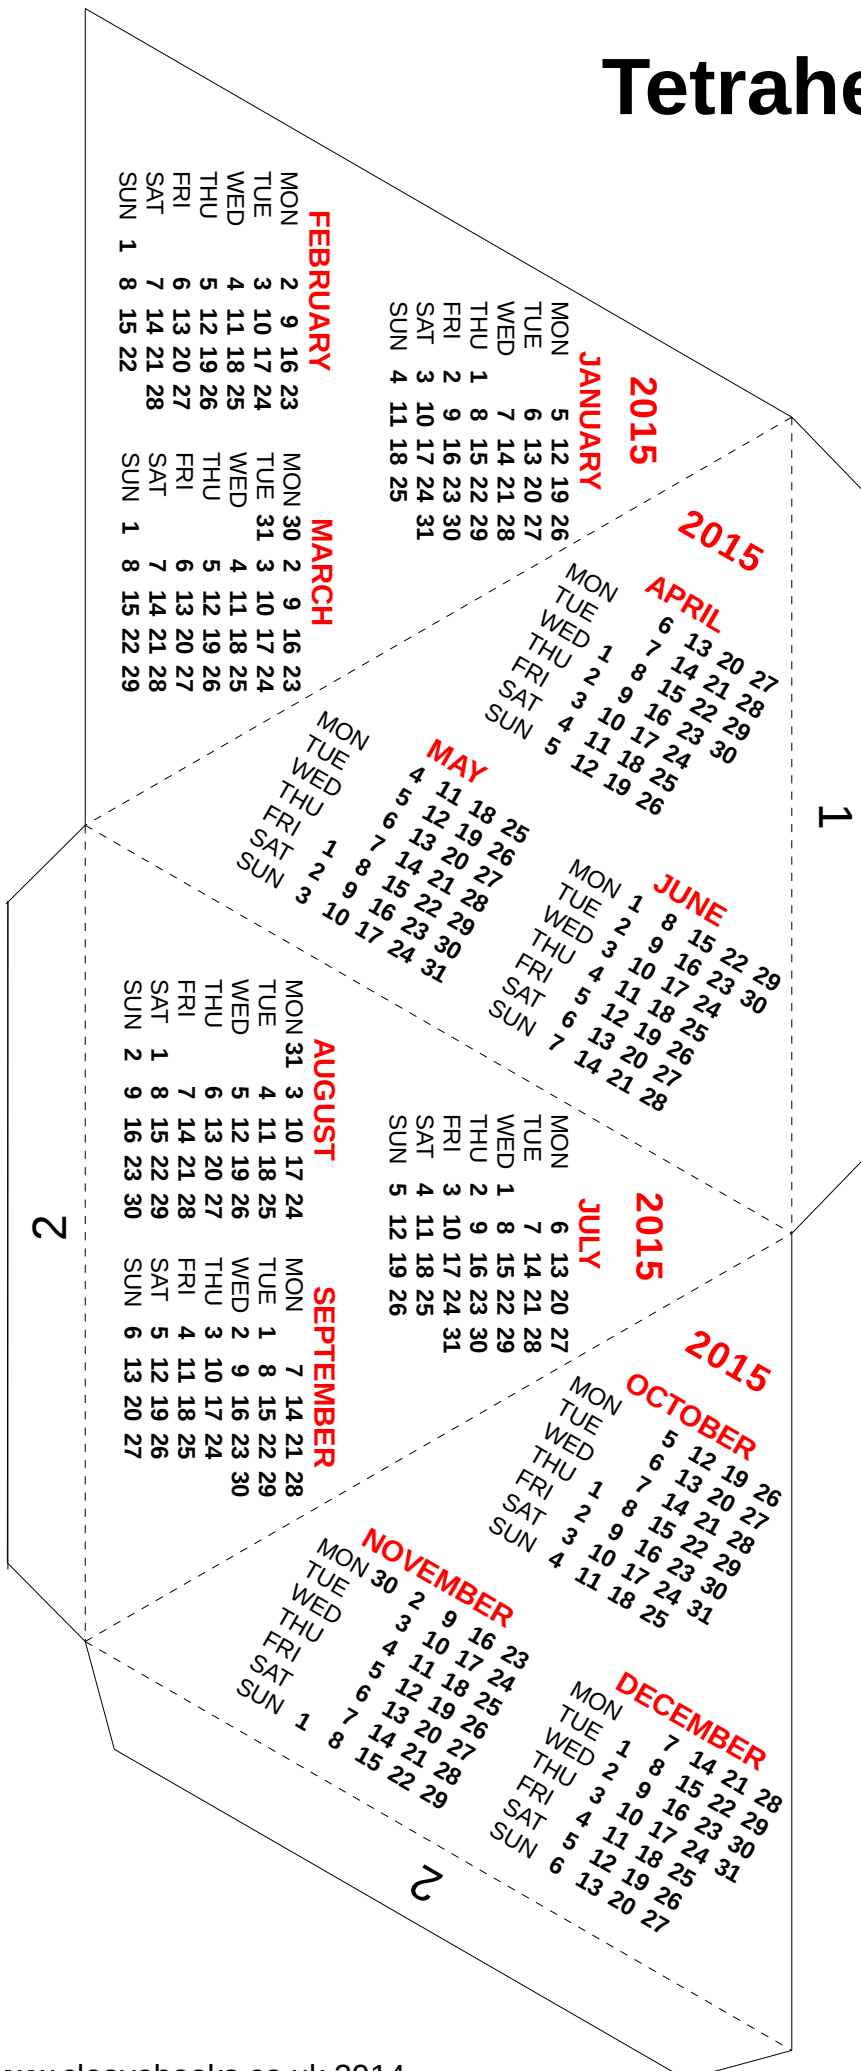 Tetrahe
2015
JANUARY
MON 5 12 19 26
TUE 6 13 20 27
WED 7 14 21 28
THU 1 8 15 22 29
FRI 2 9 16 23 30
SAT 3 10 17 24 31
SUN 4 11 18 25
FEBRUARY
MON 2 9 16 23
TUE 3 10 17 24
WED 4 11 18 25
THU 5 12 19 26
FRI 6 13 20 27
SAT 7 14 21 28
SUN 1 8 15 22
MARCH
MON 30 2 9 16 23
TUE 31 3 10 17 24
WED 4 11 18 25
THU 5 12 19 26
FRI 6 13 20 27
SAT 7 14 21 28
SUN 1 8 15 22 29
2015
APRIL
MON 6 13 20 27
TUE 7 14 21 28
WED 1 8 15 22 29
THU 2 9 16 23 30
FRI 3 10 17 24
SAT 4 11 18 25
SUN 5 12 19 26
MAY
MON 4 11 18 25
TUE 5 12 19 26
WED 6 13 20 27
THU 7 14 21 28
FRI 1 8 15 22 29
SAT 2 9 16 23 30
SUN 3 10 17 24 31
JUNE
MON 1 8 15 22 29
TUE 2 9 16 23 30
WED 3 10 17 24
THU 4 11 18 25
FRI 5 12 19 26
SAT 6 13 20 27
SUN 7 14 21 28
1
2015
JULY
MON 6 13 20 27
TUE 7 14 21 28
WED 1 8 15 22 29
THU 2 9 16 23 30
FRI 3 10 17 24 31
SAT 4 11 18 25
SUN 5 12 19 26
AUGUST
MON 31 3 10 17 24
TUE 4 11 18 25
WED 5 12 19 26
THU 6 13 20 27
FRI 7 14 21 28
SAT 1 8 15 22 29
SUN 2 9 16 23 30
SEPTEMBER
MON 7 14 21 28
TUE 1 8 15 22 29
WED 2 9 16 23 30
THU 3 10 17 24
FRI 4 11 18 25
SAT 5 12 19 26
SUN 6 13 20 27
2
2015
OCTOBER
MON 5 12 19 26
TUE 6 13 20 27
WED 7 14 21 28
THU 1 8 15 22 29
FRI 2 9 16 23 30
SAT 3 10 17 24 31
SUN 4 11 18 25
NOVEMBER
MON 30 2 9 16 23
TUE 3 10 17 24
WED 4 11 18 25
THU 5 12 19 26
FRI 6 13 20 27
SAT 7 14 21 28
SUN 1 8 15 22 29
DECEMBER
MON 7 14 21 28
TUE 1 8 15 22 29
WED 2 9 16 23 30
THU 3 10 17 24 31
FRI 4 11 18 25
SAT 5 12 19 26
SUN 6 13 20 27
2
ww.cleavebooks.co.uk 2014